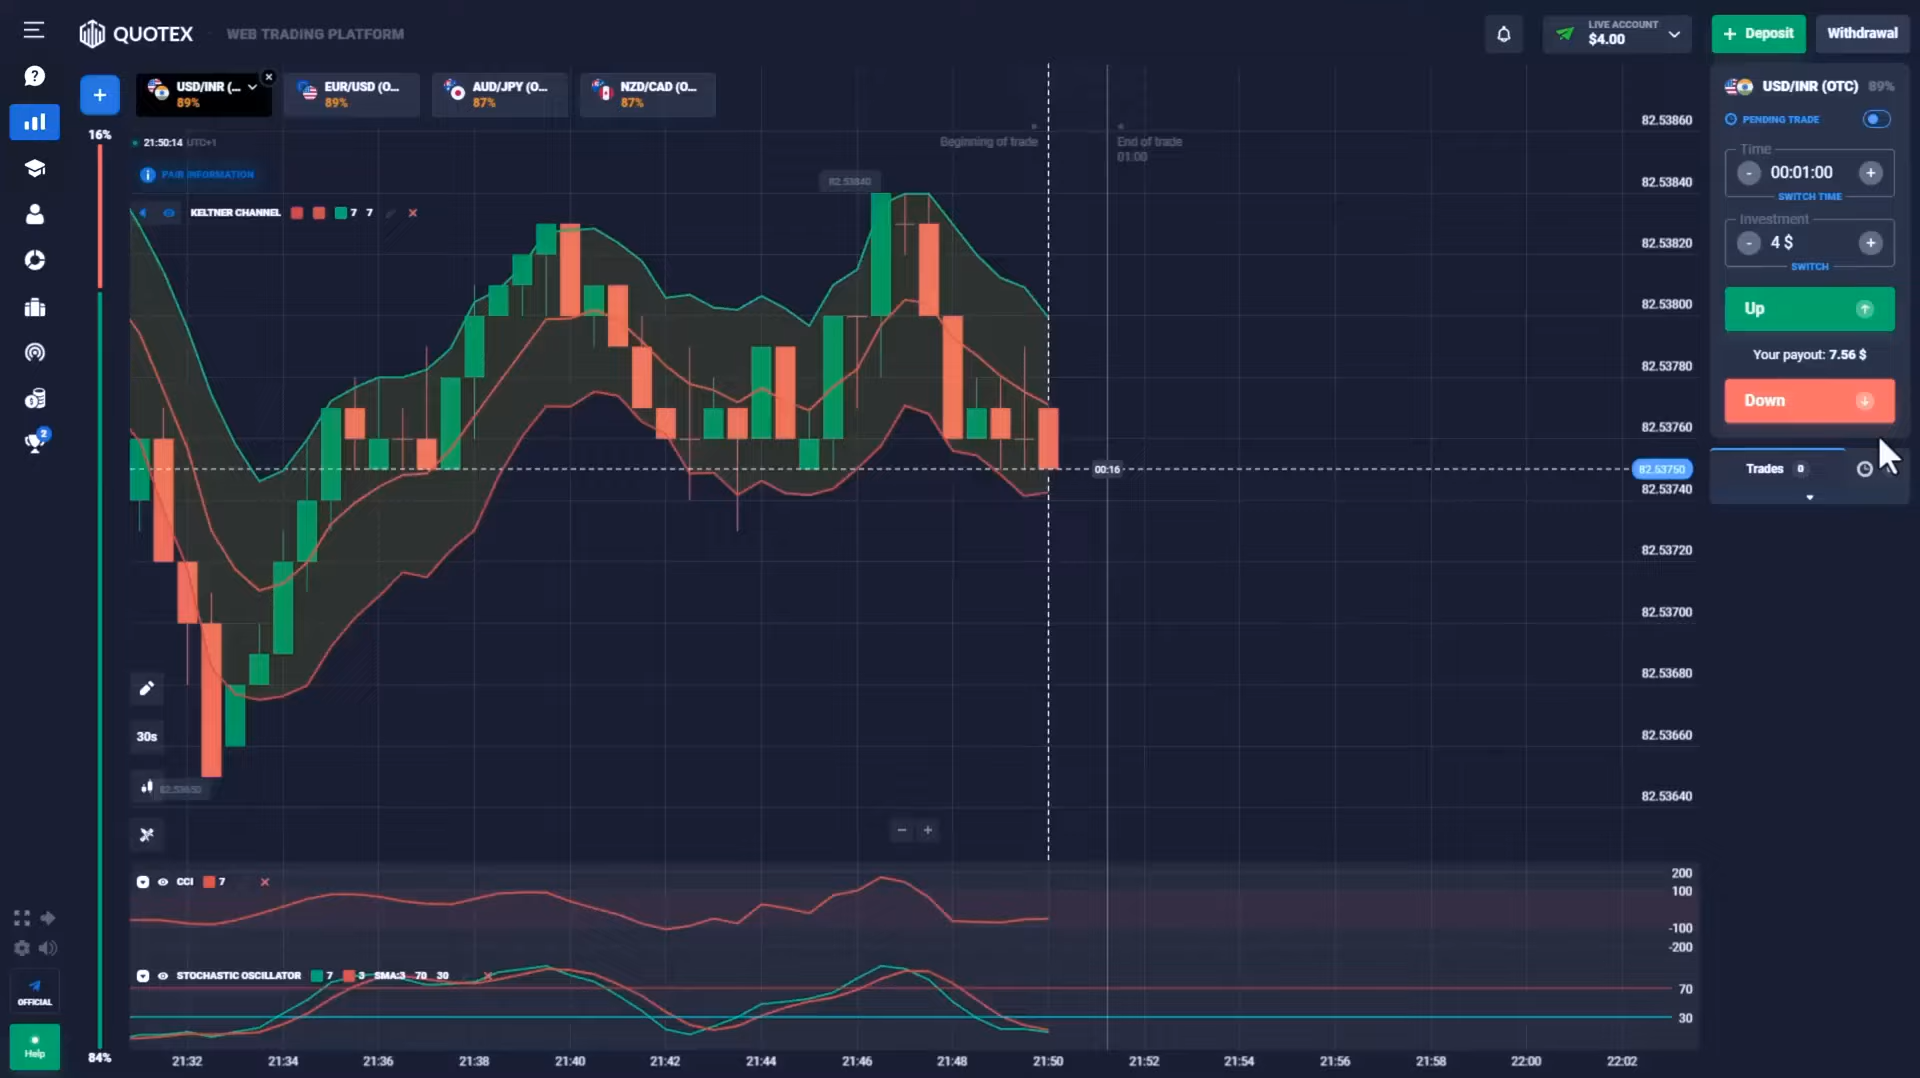 QUOTEX
WEB TRADING PLATFORM
LIVE ACCOUNT
$4.00
+ Deposit
Withdrawal
USD/INR (...
89%
EUR/USD (O...
89%
AUD/JPY (O...
87%
NZD/CAD (O...
87%
16%
21:50:14 UTC+1
PAIR INFORMATION
KELTNER CHANNEL 7 7
Beginning of trade
End of trade
01:00
82.53840
82.53860
82.53840
82.53820
82.53800
82.53780
82.53760
82.53750
82.53740
82.53720
82.53700
82.53680
82.53660
82.53640
00:16
30s
82.53650
CCI 7
200
100
-100
-200
STOCHASTIC OSCILLATOR 7 3 SMA:3 70 30
70
30
84%
21:32 21:34 21:36 21:38 21:40 21:42 21:44 21:46 21:48 21:50 21:52 21:54 21:56 21:58 22:00 22:02
2
OFFICIAL
Help
USD/INR (OTC) 89%
PENDING TRADE
Time
- 00:01:00 +
SWITCH TIME
Investment
- 4 $ +
SWITCH
Up
Your payout: 7.56 $
Down
Trades 0